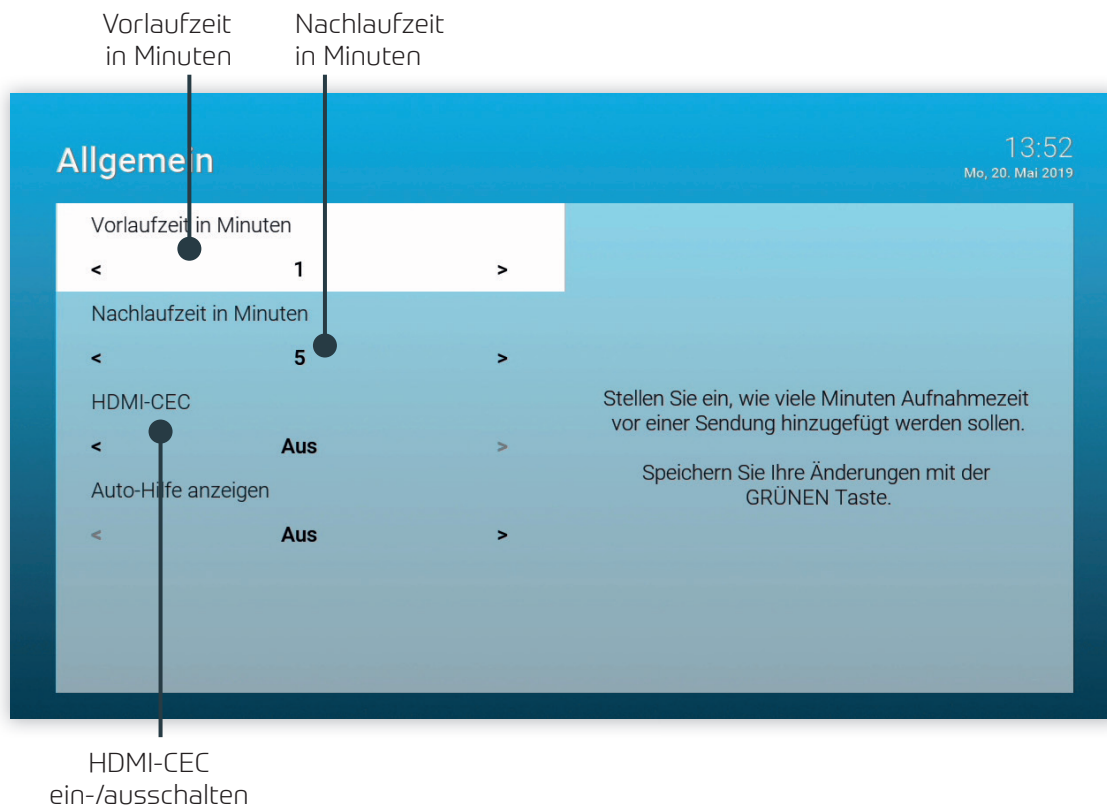 Vorlaufzeit
in Minuten
Nachlaufzeit
in Minuten
Allgemein
13:52
Mo, 20. Mai 2019
Vorlaufzeit in Minuten
< 1 >
Nachlaufzeit in Minuten
< 5 >
HDMI-CEC
< Aus >
Auto-Hilfe anzeigen
< Aus >
Stellen Sie ein, wie viele Minuten Aufnahmezeit
vor einer Sendung hinzugefügt werden sollen.
Speichern Sie Ihre Änderungen mit der
GRÜNEN Taste.
HDMI-CEC
ein-/ausschalten